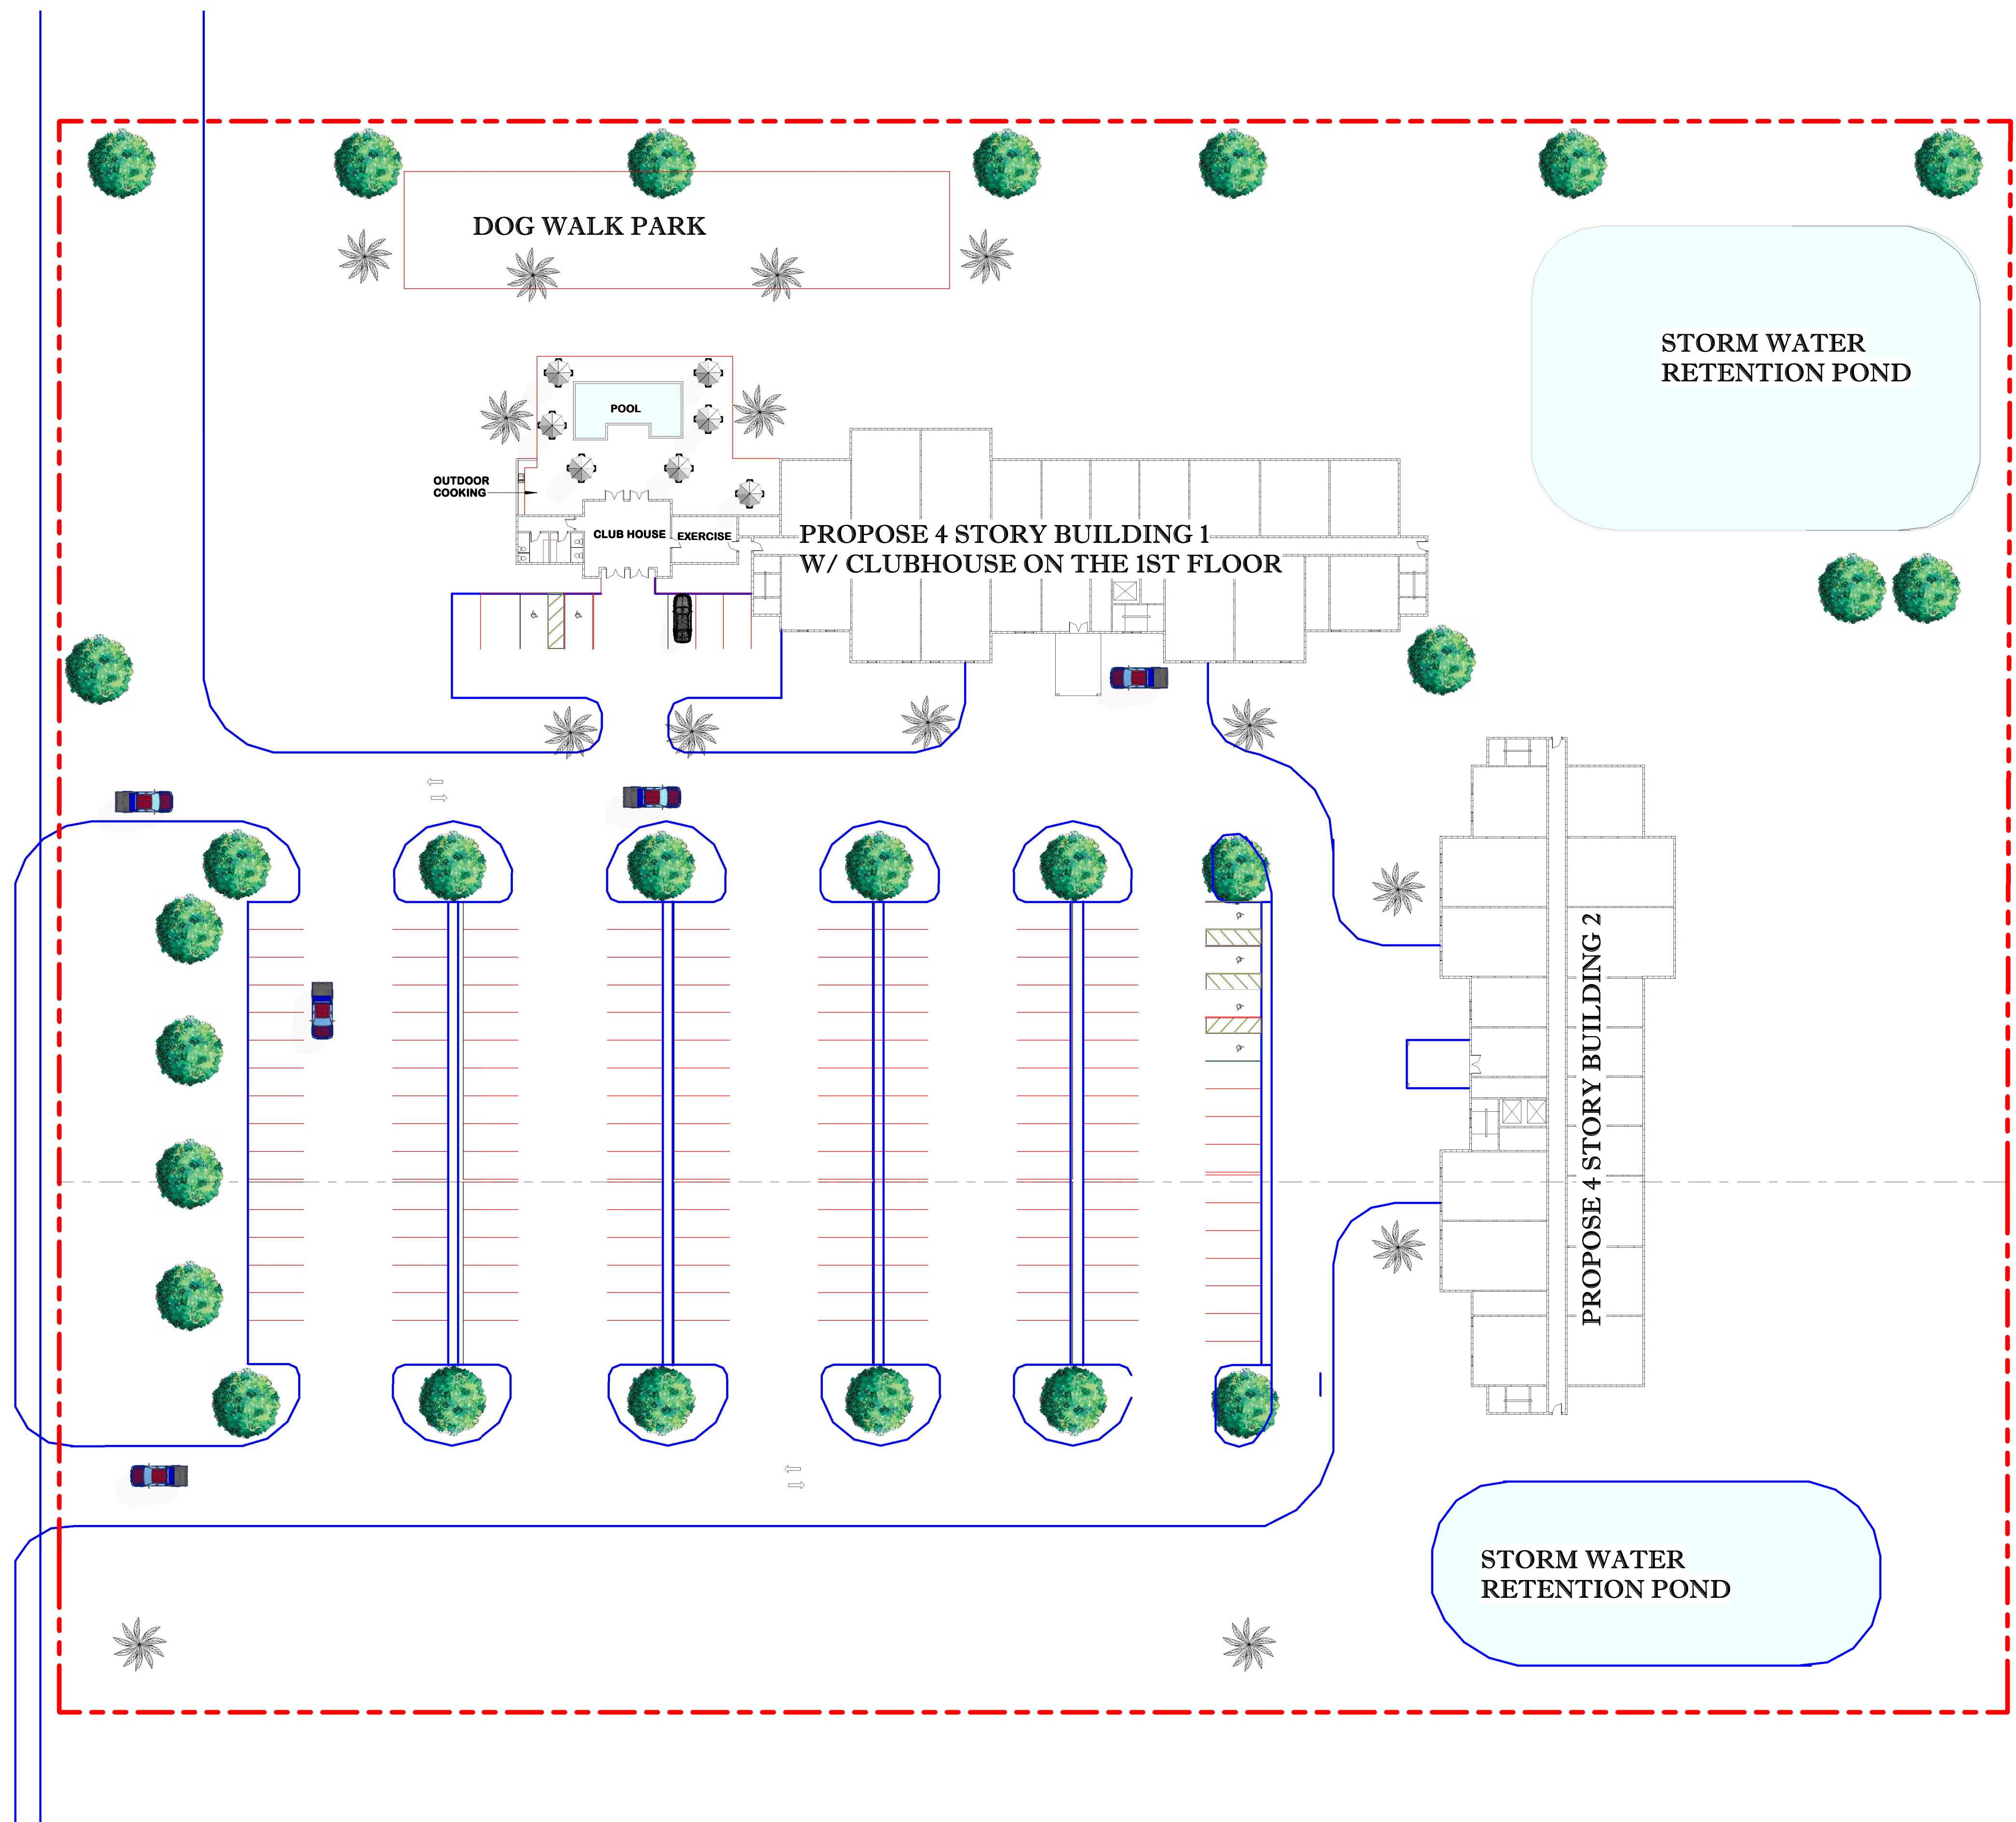 DOG WALK PARK
STORM WATER
RETENTION POND
POOL
OUTDOOR
COOKING
CLUB HOUSE
EXERCISE
PROPOSE 4 STORY BUILDING 1
W/ CLUBHOUSE ON THE 1ST FLOOR
PROPOSE 4 STORY BUILDING 2
STORM WATER
RETENTION POND